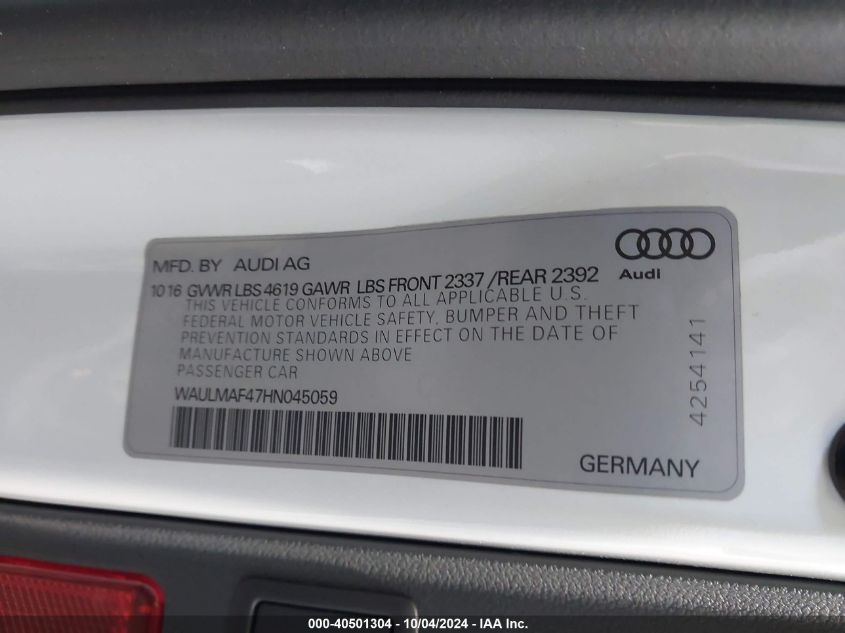 MFD. BY AUDI AG
Audi
10 16 GVWR LBS 4619 GAWR LBS FRONT 2337 /REAR 2392
THIS VEHICLE CONFORMS TO ALL APPLICABLE U.S.
FEDERAL MOTOR VEHICLE SAFETY, BUMPER AND THEFT
PREVENTION STANDARDS IN EFFECT ON THE DATE OF
MANUFACTURE SHOWN ABOVE
PASSENGER CAR
WAULMAF47HN045059
4254141
GERMANY
000-40501304 - 10/04/2024 - IAA Inc.